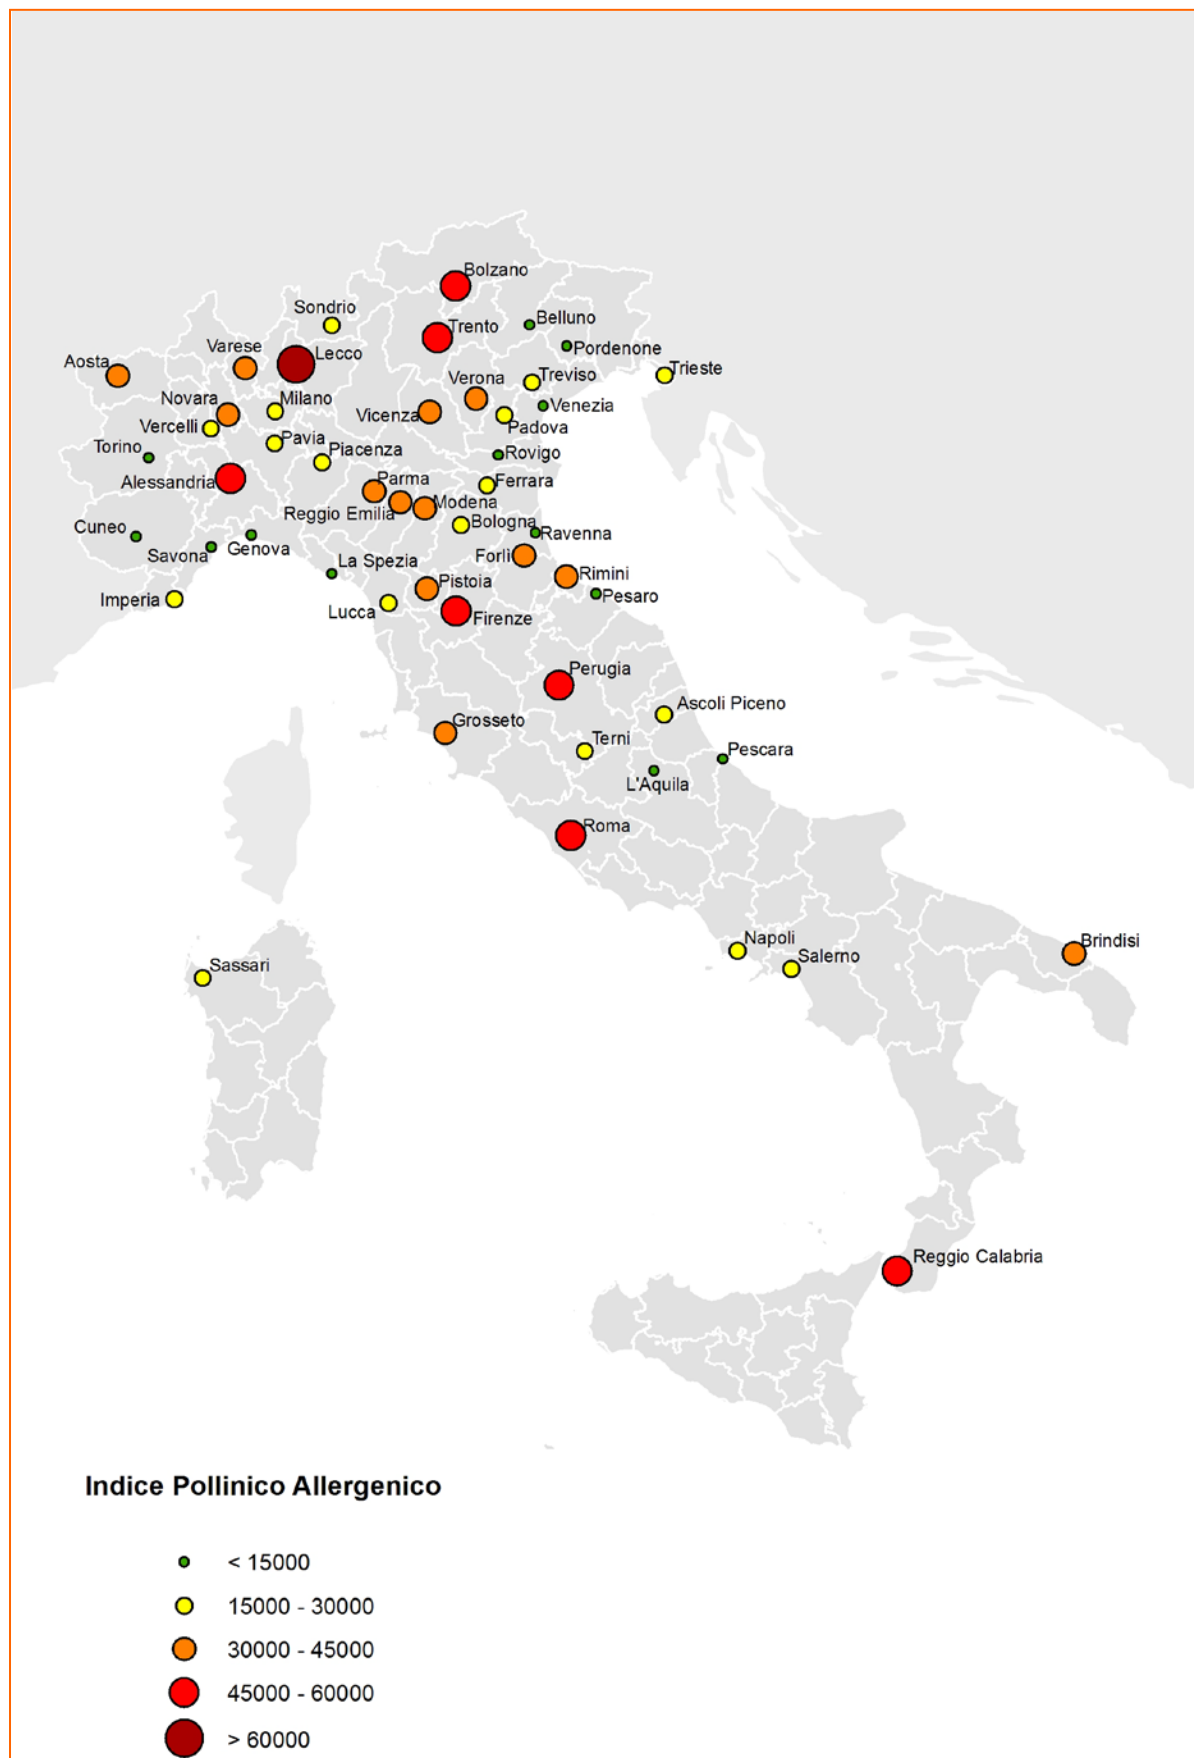 Bolzano
Sondrio
Belluno
Trento
Pordenone
Varese
Lecco
Aosta
Trieste
Treviso
Verona
Novara
Milano
Venezia
Vicenza
Padova
Vercelli
Pavia
Torino
Piacenza
Rovigo
Parma
Alessandria
Ferrara
Modena
Reggio Emilia
Bologna
Cuneo
Ravenna
Genova
Savona
Forlì
La Spezia
Rimini
Pistoia
Pesaro
Imperia
Lucca
Firenze
Perugia
Ascoli Piceno
Grosseto
Terni
Pescara
L'Aquila
Roma
Napoli
Brindisi
Salerno
Sassari
Reggio Calabria
Indice Pollinico Allergenico
< 15000
15000 - 30000
30000 - 45000
45000 - 60000
> 60000